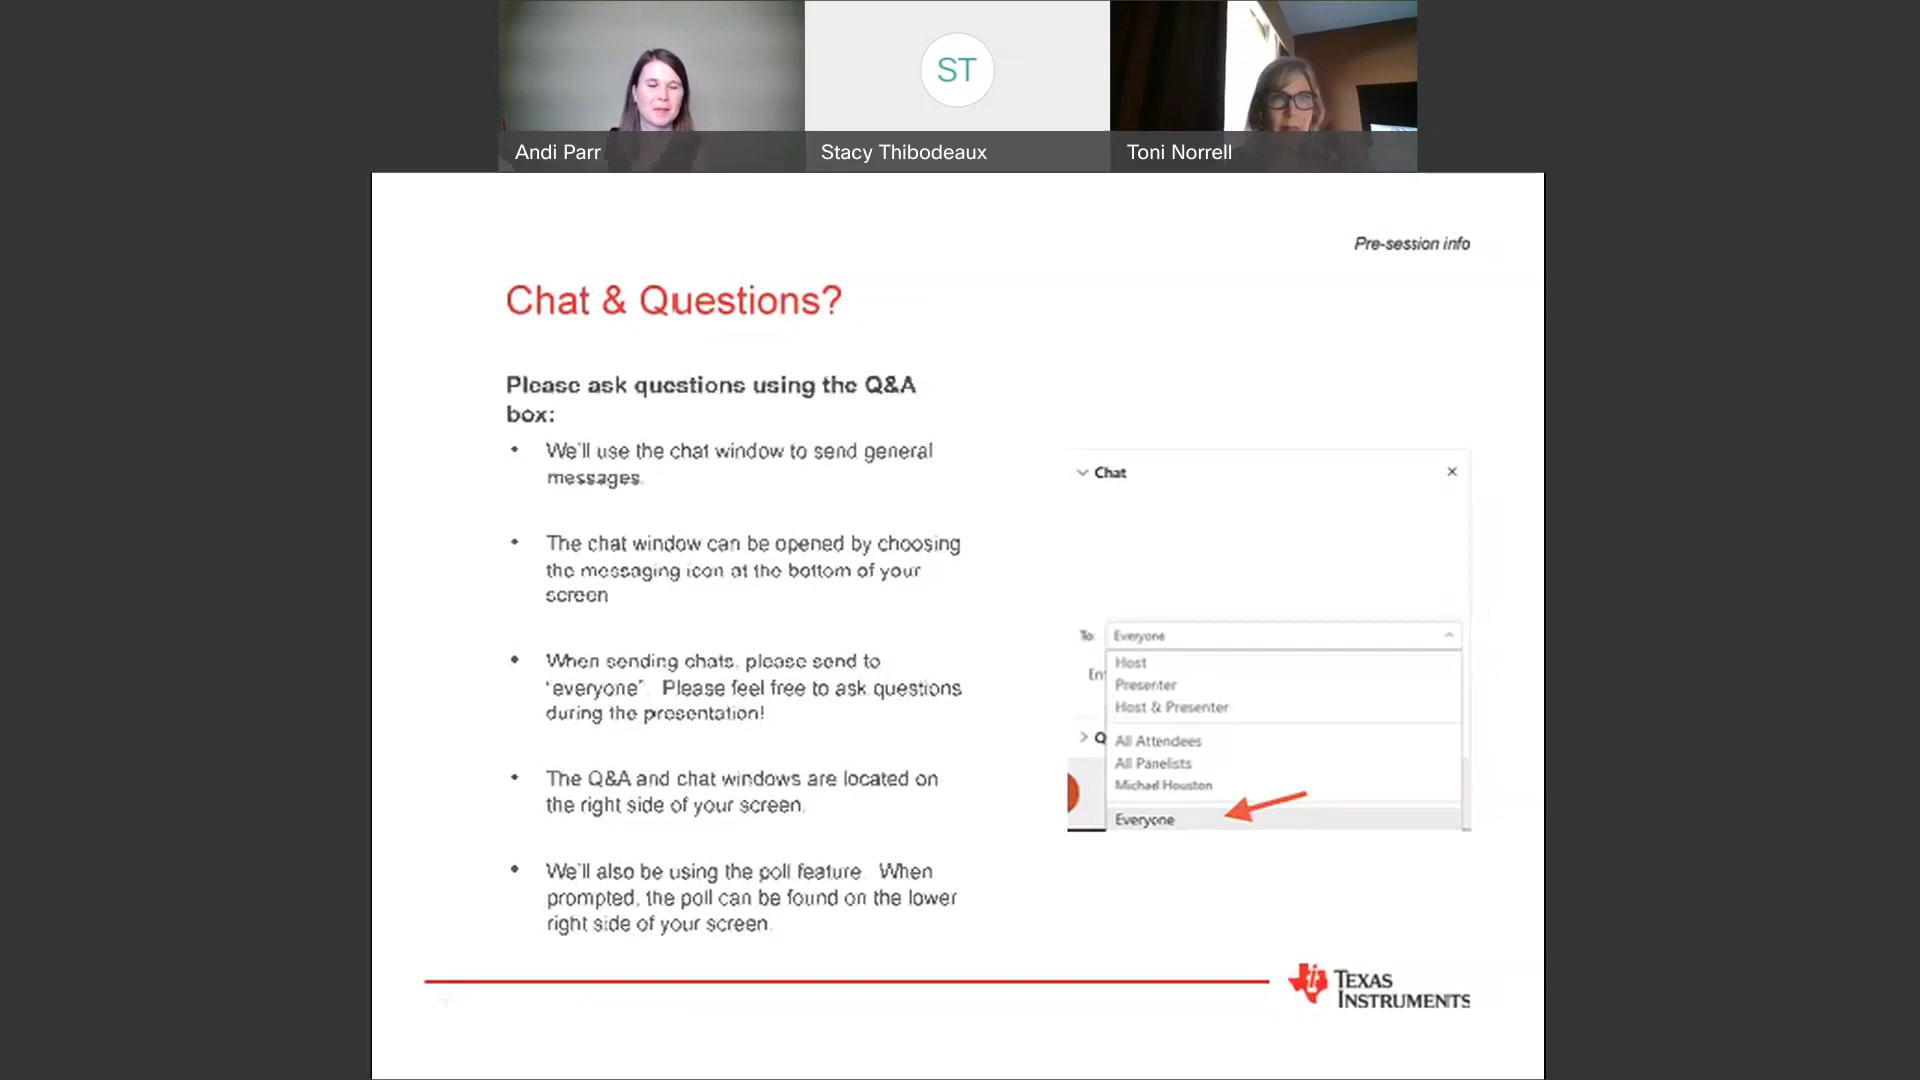 ST
Andi Parr
Stacy Thibodeaux
Toni Norrell
Pre-session info
Chat & Questions?
Please ask questions using the Q&A
box:
• We'll use the chat window to send general
messages.
• The chat window can be opened by choosing
the messaging icon at the bottom of your
screen
• When sending chats, please send to
"everyone". Please feel free to ask questions
during the presentation!
• The Q&A and chat windows are located on
the right side of your screen.
• We'll also be using the poll feature. When
prompted, the poll can be found on the lower
right side of your screen.
Chat
To: Everyone
Host
Ent
Presenter
Host & Presenter
Q
All Attendees
All Panelists
Michael Houston
Everyone
TEXAS
INSTRUMENTS